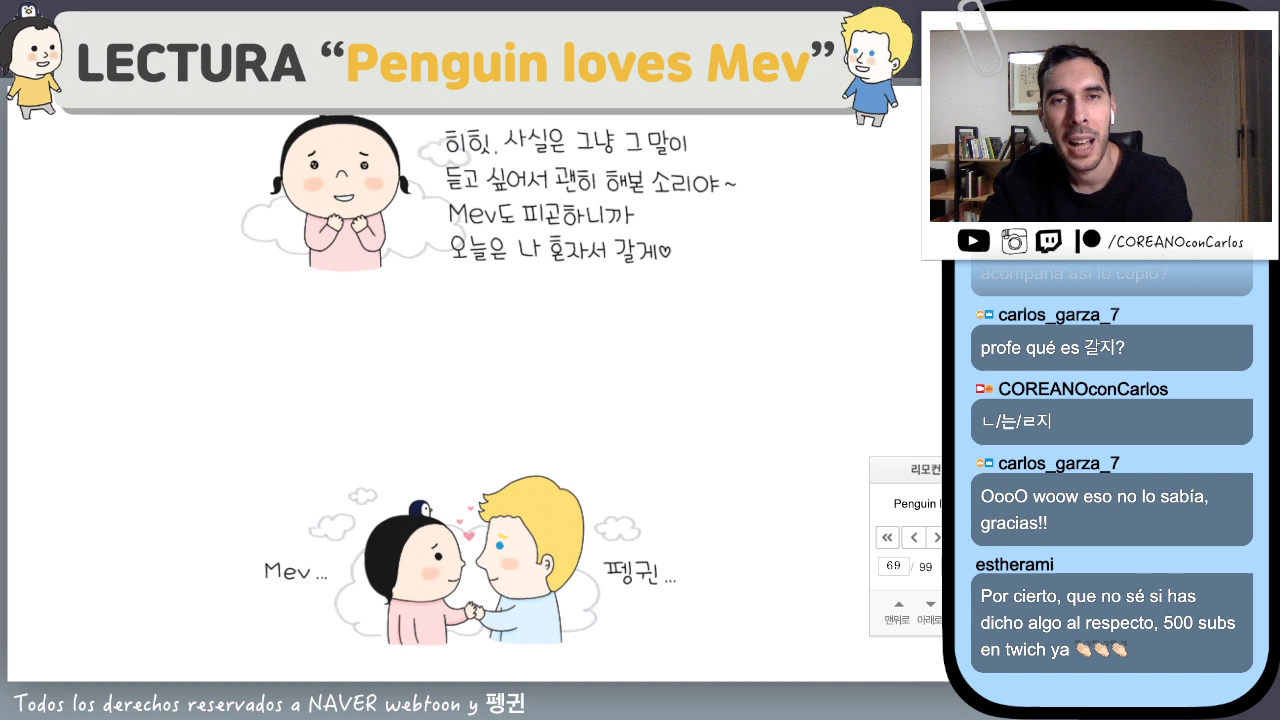 LECTURA “Penguin loves Mev”
히힛, 사실은 그냥 그 말이
듣고 싶어서 괜히 해본 소리야~
Mev도 피곤하니까
오늘은 나 혼자서 갈게♡
Mev...
펭귄...
리모컨
Penguin l
69 / 99
맨위로 아래로
Todos los derechos reservados a NAVER webtoon y 펭귄
/COREANOconCarlos
acompaña así lo copio?
carlos_garza_7
profe qué es 갈지?
COREANOconCarlos
ㄴ/는/ㄹ지
carlos_garza_7
OooO woow eso no lo sabía,
gracias!!
estherami
Por cierto, que no sé si has
dicho algo al respecto, 500 subs
en twich ya 👏🏻👏🏻👏🏻